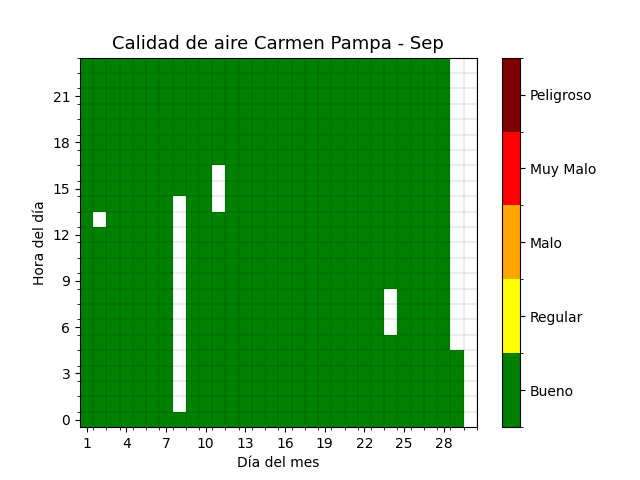 Calidad de aire Carmen Pampa - Sep
Hora del día
21
18
15
12
9
6
3
0
1 4 7 10 13 16 19 22 25 28
Día del mes
Peligroso
Muy Malo
Malo
Regular
Bueno